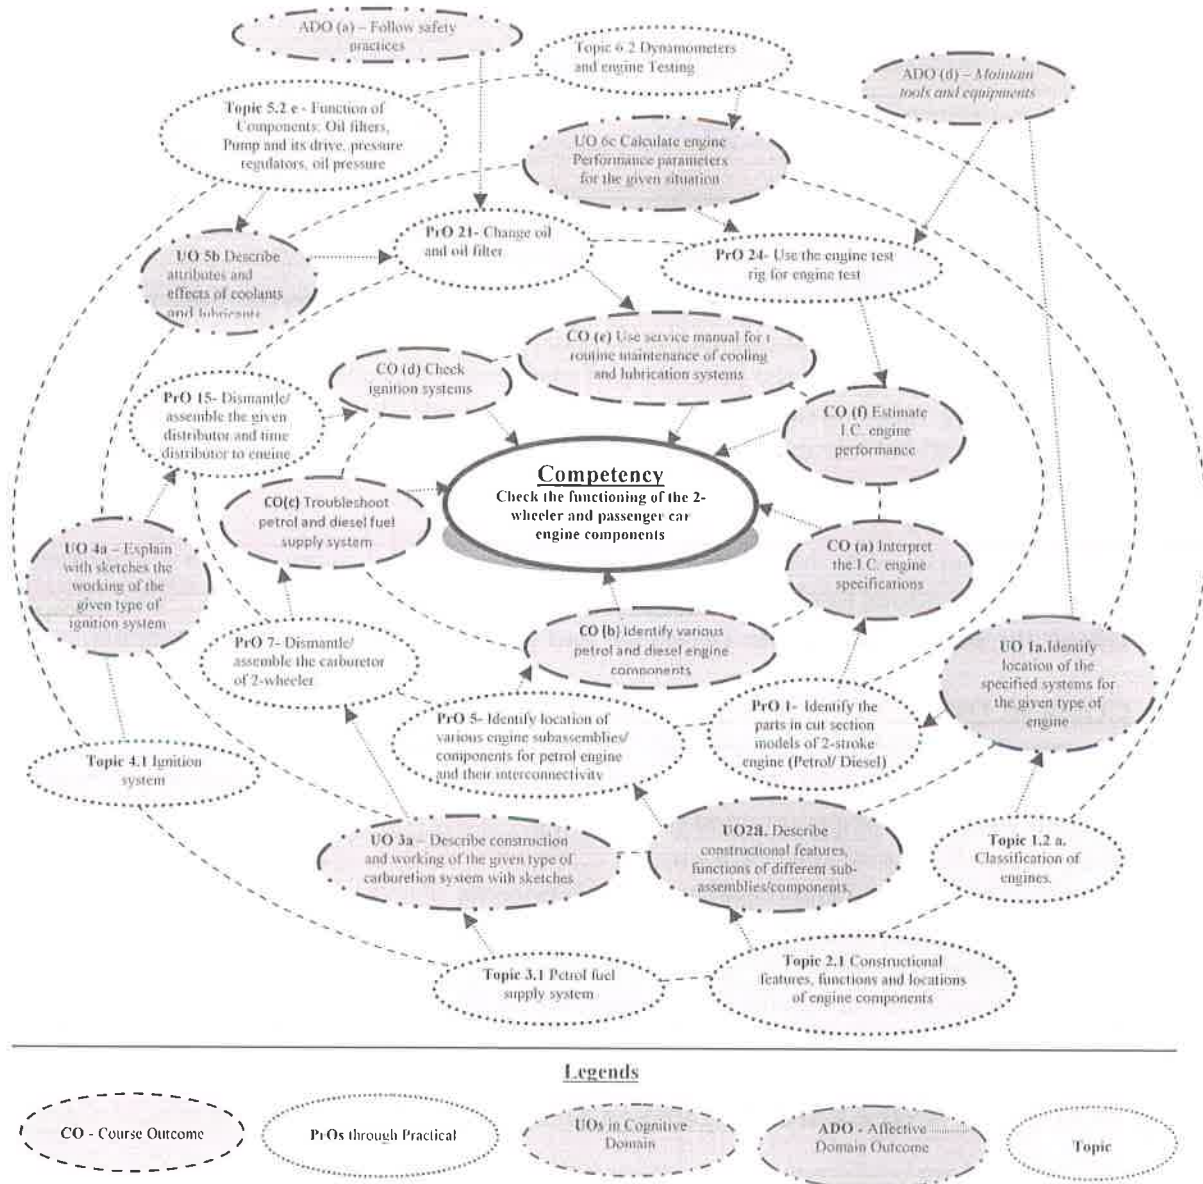 ADO (a) – Follow safety
practices
Topic 6.2 Dynamometers
and engine Testing
ADO (d) – Maintain
tools and equipments
Topic 5.2 e - Function of
Components: Oil filters,
Pump and its drive, pressure
regulators, oil pressure
UO 6c Calculate engine
Performance parameters
for the given situation
PrO 21- Change oil
and oil filter
PrO 24- Use the engine test
rig for engine test
UO 5b Describe
attributes and
effects of coolants
and lubricants
CO (e) Use service manual for
routine maintenance of cooling
and lubrication systems
CO (d) Check
ignition systems
PrO 15- Dismantle/
assemble the given
distributor and time
distributor to engine
CO (f) Estimate
I.C. engine
performance
Competency
Check the functioning of the 2-
wheeler and passenger car
engine components
CO(c) Troubleshoot
petrol and diesel fuel
supply system
UO 4a – Explain
with sketches the
working of the
given type of
ignition system
CO (a) Interpret
the I.C. engine
specifications
CO (b) Identify various
petrol and diesel engine
components
PrO 7- Dismantle/
assemble the carburetor
of 2-wheeler
UO 1a.Identify
location of the
specified systems for
the given type of
engine
PrO 5- Identify location of
various engine subassemblies/
components for petrol engine
and their interconnectivity
PrO 1- Identify the
parts in cut section
models of 2-stroke
engine (Petrol/ Diesel)
Topic 4.1 Ignition
system
UO 3a – Describe construction
and working of the given type of
carburetion system with sketches
UO2a. Describe
constructional features,
functions of different sub-
assemblies/components.
Topic 1.2 a.
Classification of
engines.
Topic 3.1 Petrol fuel
supply system
Topic 2.1 Constructional
features, functions and locations
of engine components
Legends
CO - Course Outcome
PrOs through Practical
UOs in Cognitive
Domain
ADO - Affective
Domain Outcome
Topic